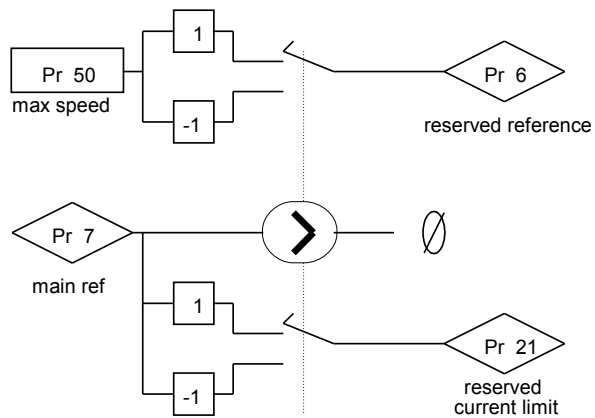 1
Pr 50
max speed
-1
Pr 6
reserved reference
Pr 7
main ref
>
0
1
-1
Pr 21
reserved
current limit